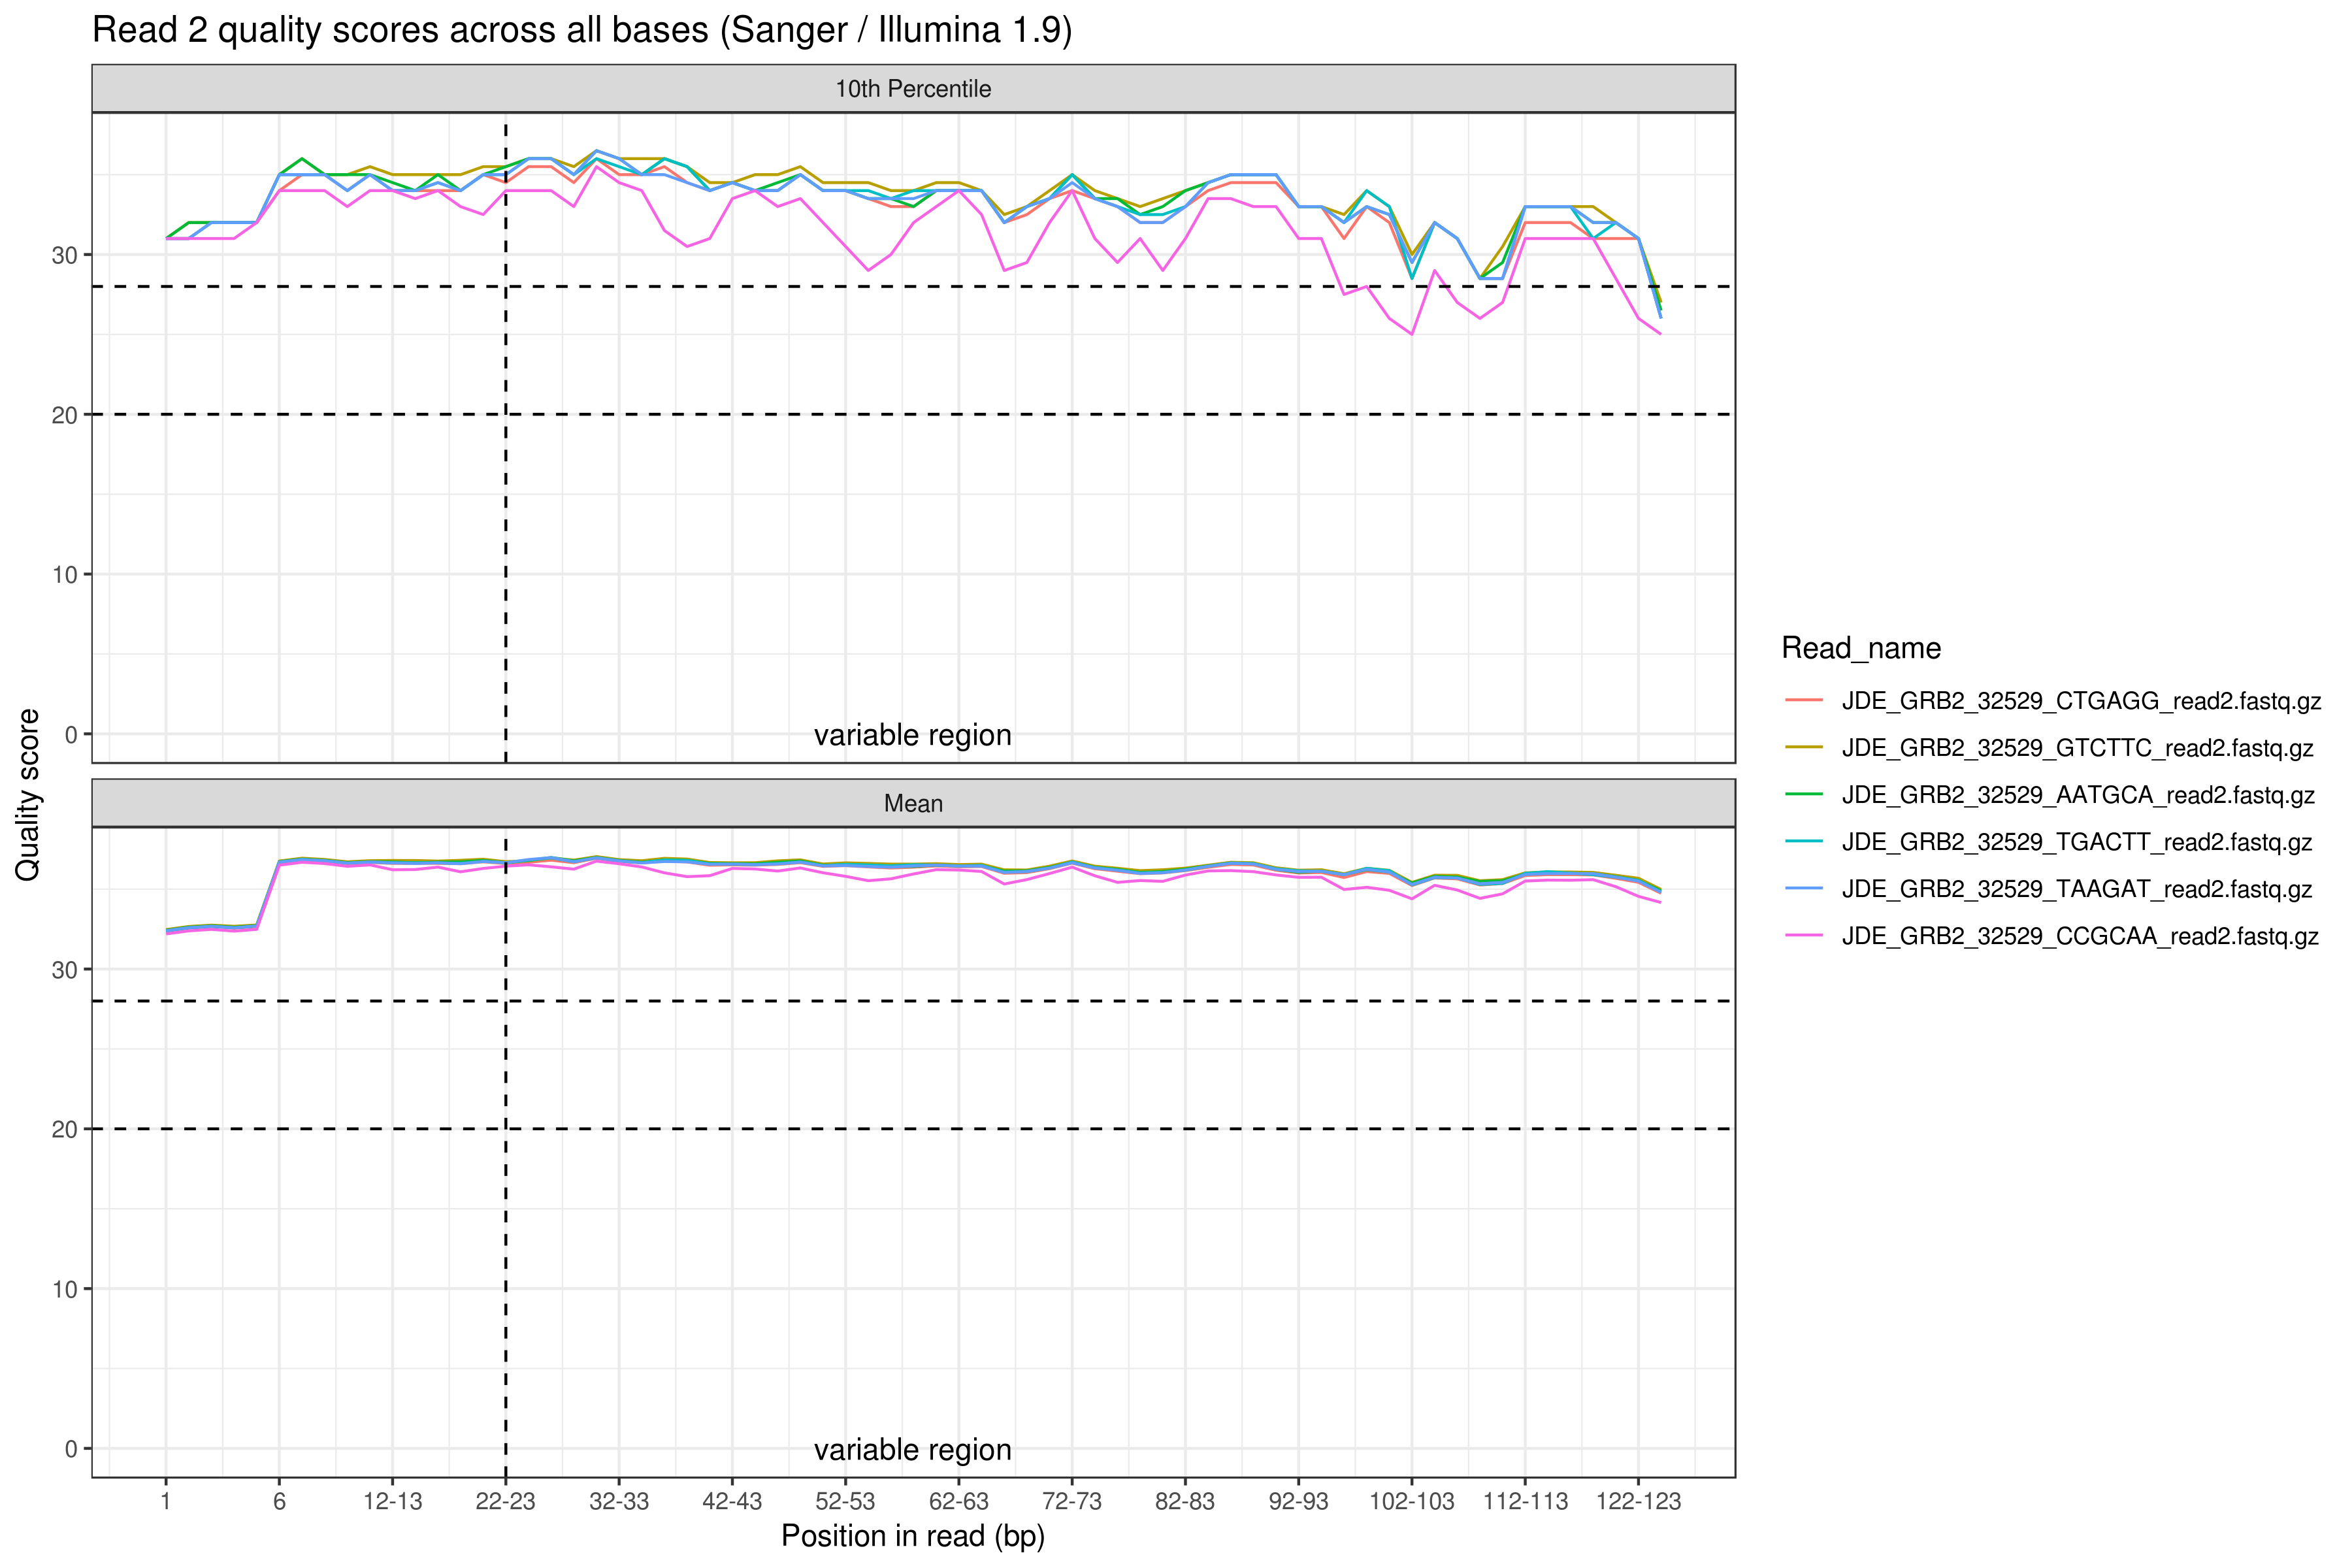 Read 2 quality scores across all bases (Sanger / Illumina 1.9)
10th Percentile
30
20
10
0
variable region
Mean
30
20
10
0
variable region
1 6 12-13 22-23 32-33 42-43 52-53 62-63 72-73 82-83 92-93 102-103 112-113 122-123
Position in read (bp)
Quality score
Read_name
JDE_GRB2_32529_CTGAGG_read2.fastq.gz
JDE_GRB2_32529_GTCTTC_read2.fastq.gz
JDE_GRB2_32529_AATGCA_read2.fastq.gz
JDE_GRB2_32529_TGACTT_read2.fastq.gz
JDE_GRB2_32529_TAAGAT_read2.fastq.gz
JDE_GRB2_32529_CCGCAA_read2.fastq.gz